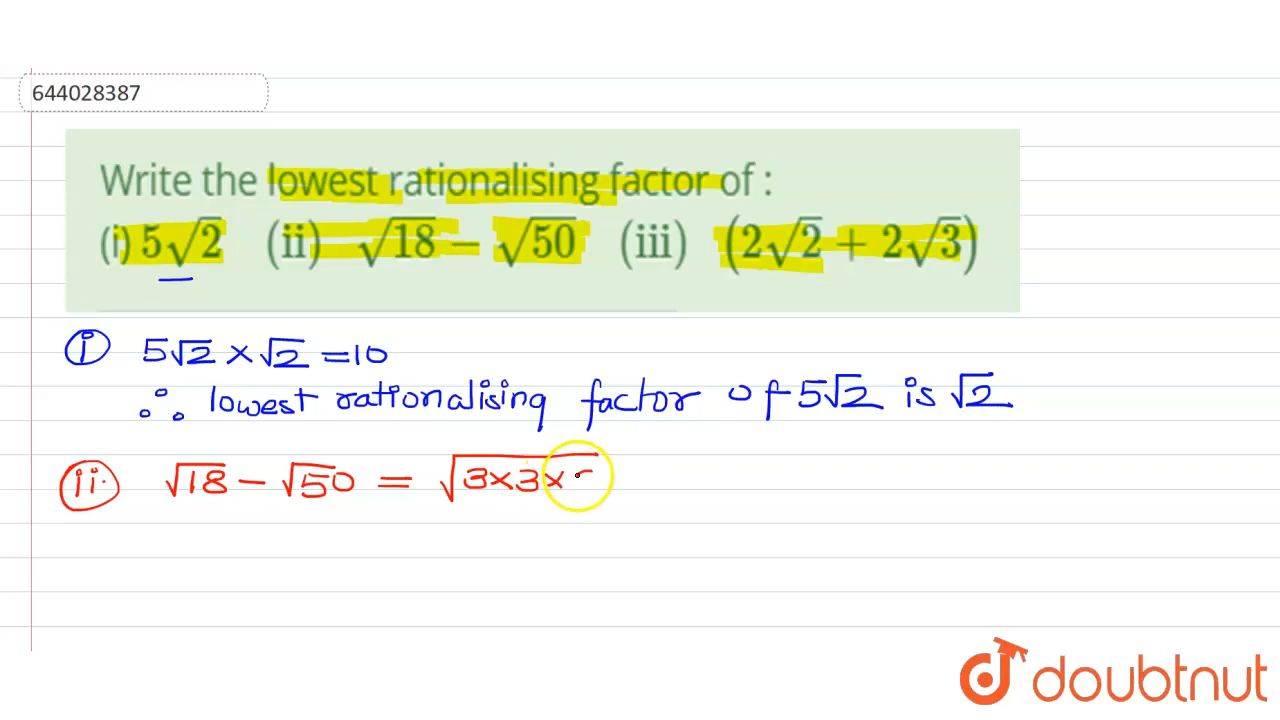 644028387
Write the lowest rationalising factor of :
(i) 5√2 (ii) √18 − √50 (iii) (2√2 + 2√3)
(i) 5√2 × √2 = 10
∴ lowest rationalising factor of 5√2 is √2
(ii) √18 − √50 = √3×3×
doubtnut